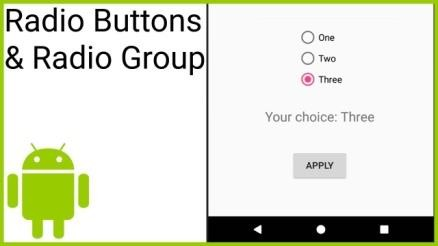 Radio Buttons
& Radio Group
One
Two
Three
Your choice: Three
APPLY